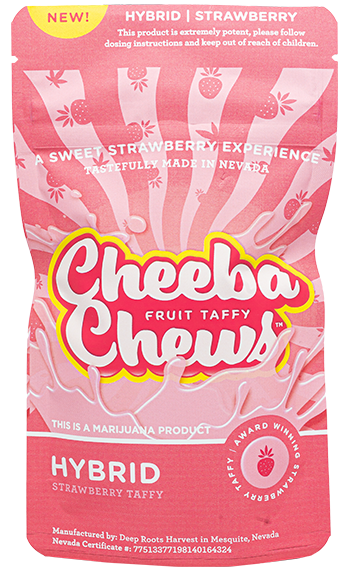 NEW!
HYBRID | STRAWBERRY
This product is extremely potent, please follow
dosing instructions and keep out of reach of children.
A SWEET STRAWBERRY EXPERIENCE
TASTEFULLY MADE IN NEVADA
Cheeba
FRUIT TAFFY
Chews™
THIS IS A MARIJUANA PRODUCT
AWARD WINNING
STRAWBERRY TAFFY |
HYBRID
STRAWBERRY TAFFY
Manufactured by: Deep Roots Harvest in Mesquite, Nevada
Nevada Certificate #: 77513377198140164324